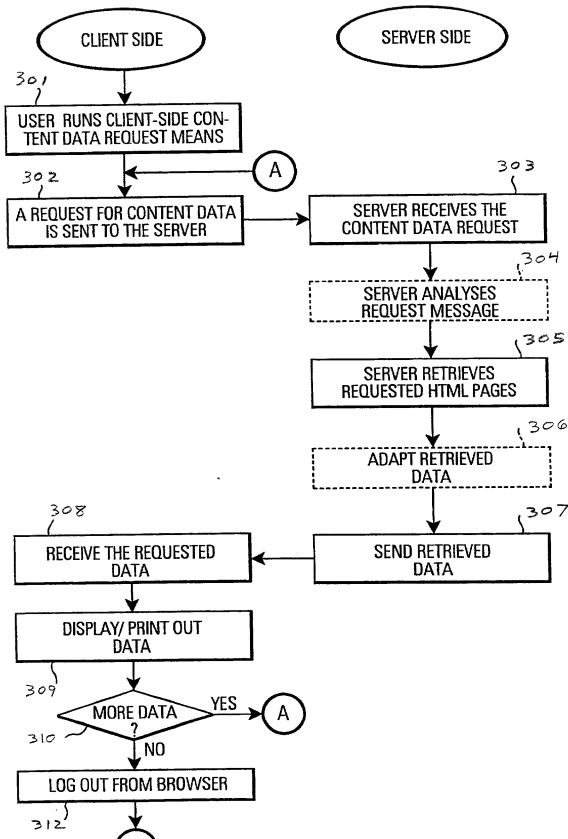 CLIENT SIDE
SERVER SIDE
301
USER RUNS CLIENT-SIDE CON-
TENT DATA REQUEST MEANS
A
302
A REQUEST FOR CONTENT DATA
IS SENT TO THE SERVER
303
SERVER RECEIVES THE
CONTENT DATA REQUEST
304
SERVER ANALYSES
REQUEST MESSAGE
305
SERVER RETRIEVES
REQUESTED HTML PAGES
306
ADAPT RETRIEVED
DATA
307
SEND RETRIEVED
DATA
308
RECEIVE THE REQUESTED
DATA
DISPLAY/ PRINT OUT
DATA
309
MORE DATA
?
310
YES
A
NO
LOG OUT FROM BROWSER
312